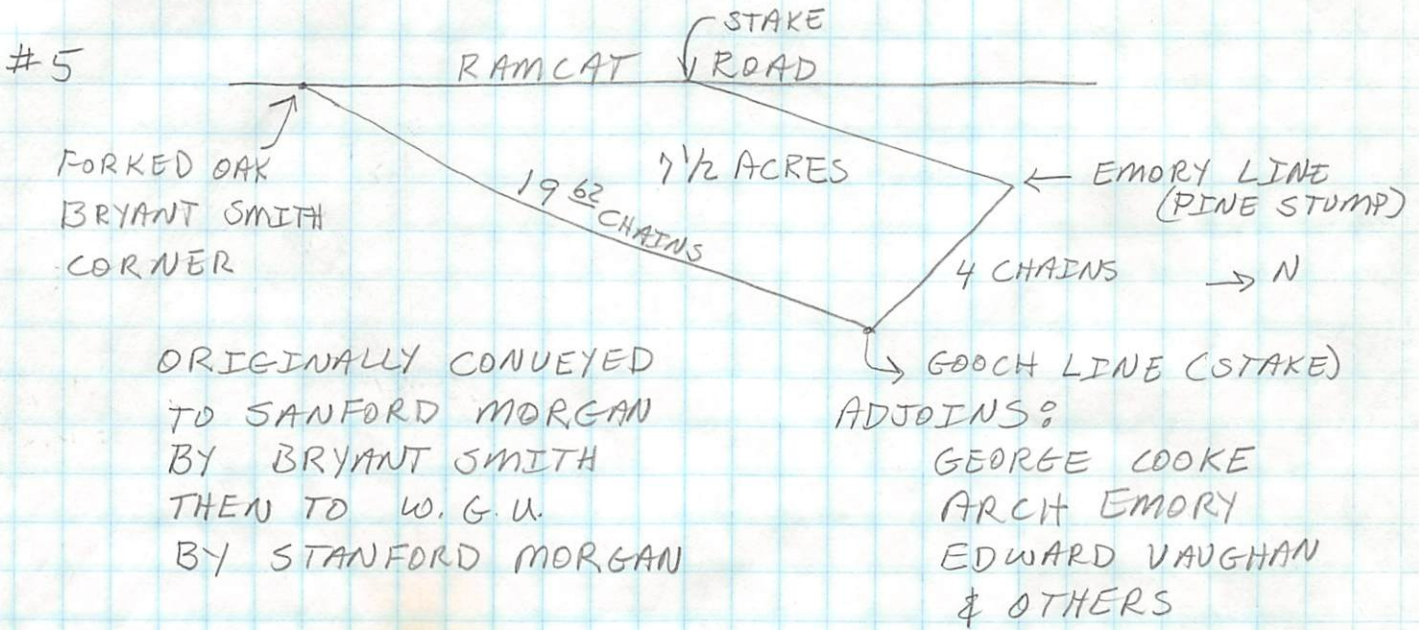 #5
STAKE
RAMCAT ROAD
FORKED OAK
BRYANT SMITH
CORNER
19 62 CHAINS
7 1/2 ACRES
EMORY LINE
(PINE STUMP)
4 CHAINS
N
GOOCH LINE (STAKE)
ORIGINALLY CONVEYED
TO SANFORD MORGAN
BY BRYANT SMITH
THEN TO W. G. U.
BY STANFORD MORGAN
ADJOINS:
GEORGE COOKE
ARCH EMORY
EDWARD VAUGHAN
& OTHERS